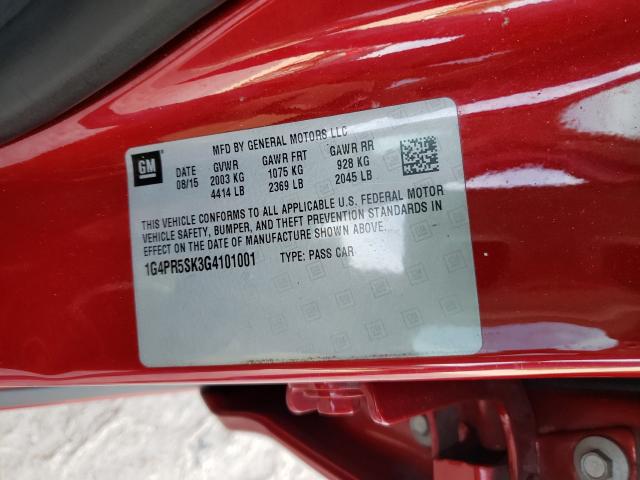 MFD BY GENERAL MOTORS LLC
GM
DATE GVWR GAWR FRT GAWR RR
08/15 2003 KG 1075 KG 928 KG
4414 LB 2369 LB 2045 LB
THIS VEHICLE CONFORMS TO ALL APPLICABLE U.S. FEDERAL MOTOR
VEHICLE SAFETY, BUMPER, AND THEFT PREVENTION STANDARDS IN
EFFECT ON THE DATE OF MANUFACTURE SHOWN ABOVE.
1G4PR5SK3G4101001 TYPE: PASS CAR